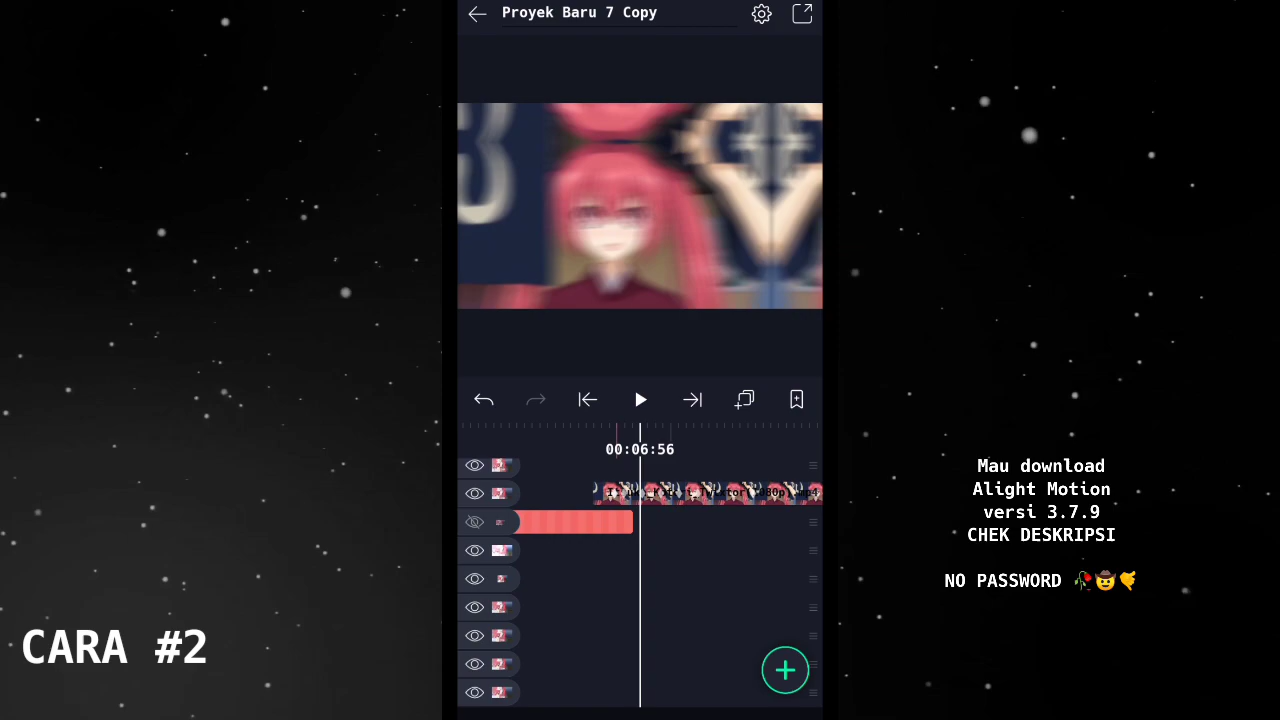 Proyek Baru 7 Copy
00:06:56
CARA #2
Mau download
Alight Motion
versi 3.7.9
CHEK DESKRIPSI
NO PASSWORD 🥀🤠🤙